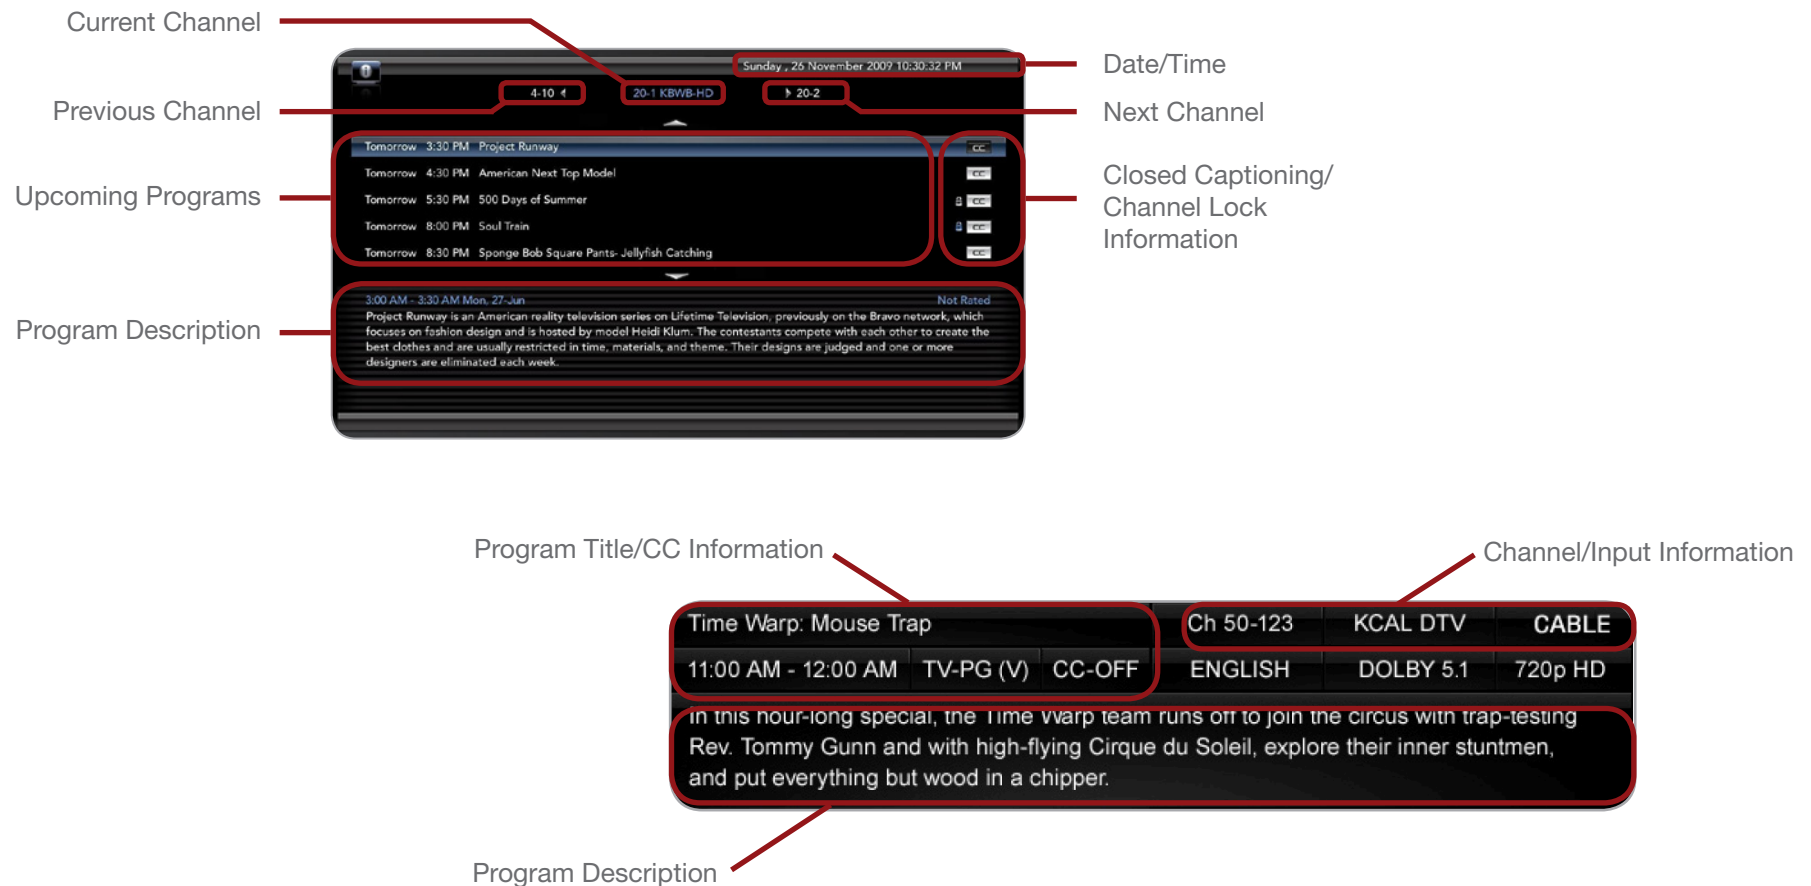 Current Channel
Sunday , 26 November 2009 10:30:32 PM
Date/Time
Previous Channel
4-10
20-1 KBWB-HD
20-2
Next Channel
Upcoming Programs
Tomorrow 3:30 PM Project Runway CC
Tomorrow 4:30 PM American Next Top Model CC
Tomorrow 5:30 PM 500 Days of Summer CC
Tomorrow 8:00 PM Soul Train CC
Tomorrow 8:30 PM Sponge Bob Square Pants- Jellyfish Catching CC
Closed Captioning/
Channel Lock
Information
Program Description
3:00 AM - 3:30 AM Mon, 27-Jun Not Rated
Project Runway is an American reality television series on Lifetime Television, previously on the Bravo network, which
focuses on fashion design and is hosted by model Heidi Klum. The contestants compete with each other to create the
best clothes and are usually restricted in time, materials, and theme. Their designs are judged and one or more
designers are eliminated each week.
Program Title/CC Information
Channel/Input Information
Time Warp: Mouse Trap Ch 50-123 KCAL DTV CABLE
11:00 AM - 12:00 AM TV-PG (V) CC-OFF ENGLISH DOLBY 5.1 720p HD
In this hour-long special, the Time Warp team runs off to join the circus with trap-testing
Rev. Tommy Gunn and with high-flying Cirque du Soleil, explore their inner stuntmen,
and put everything but wood in a chipper.
Program Description